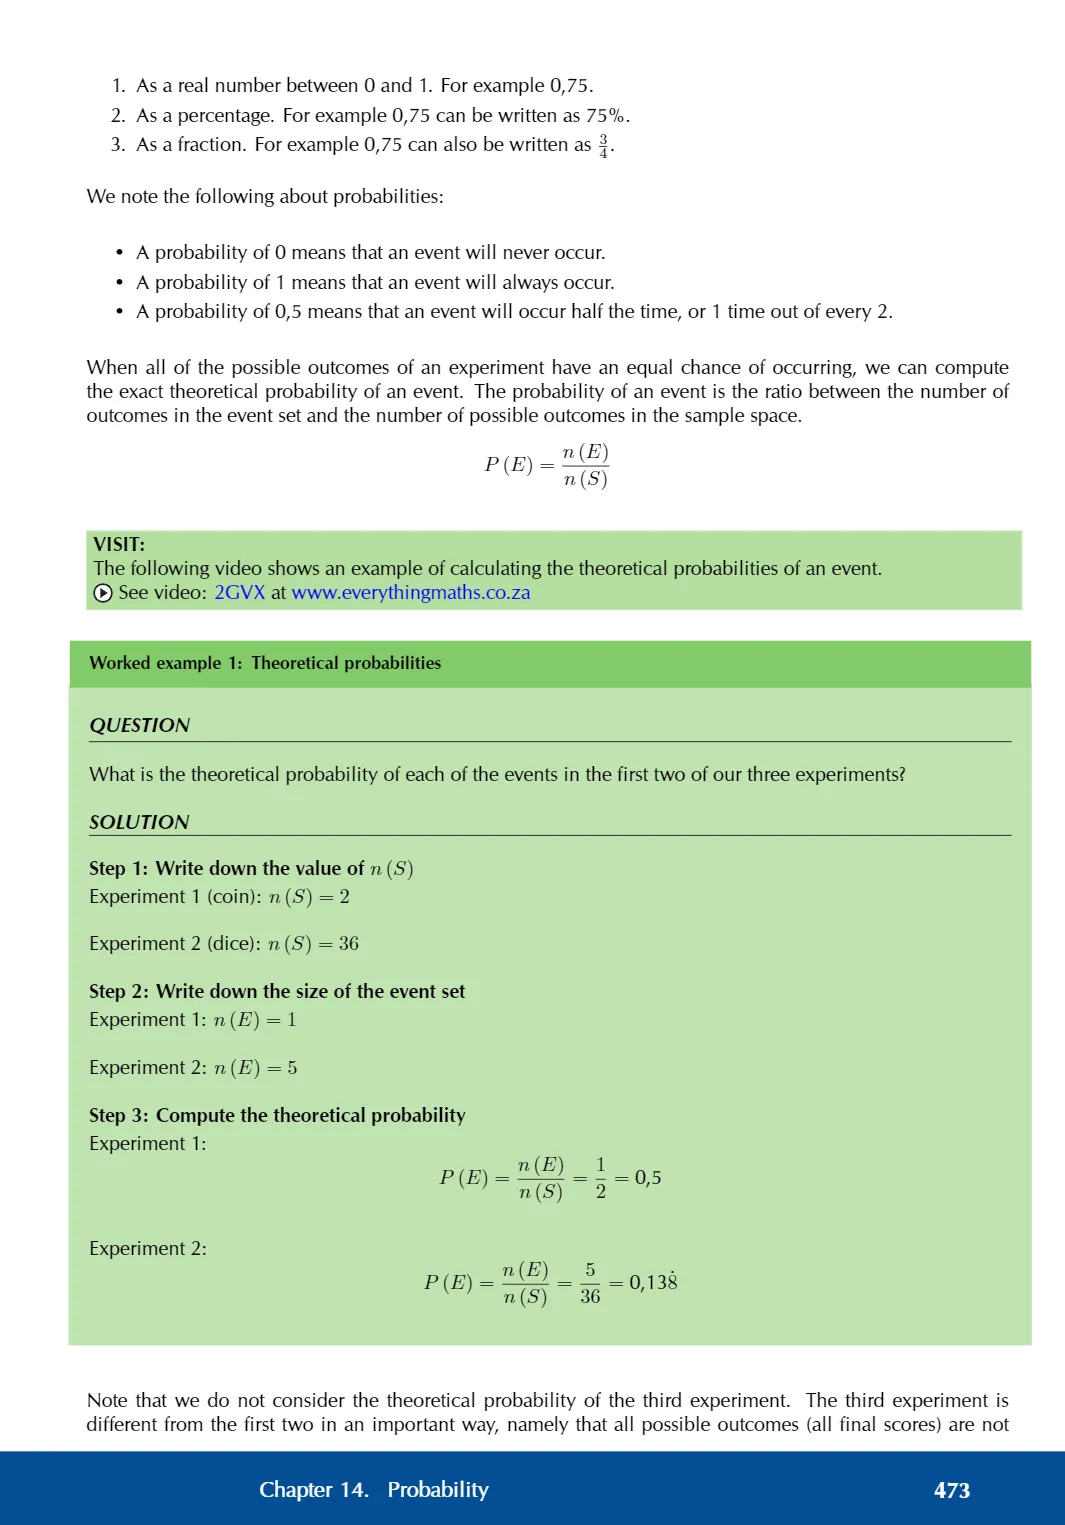 1. As a real number between 0 and 1. For example 0,75.
2. As a percentage. For example 0,75 can be written as 75%.
3. As a fraction. For example 0,75 can also be written as 3/4.
We note the following about probabilities:
• A probability of 0 means that an event will never occur.
• A probability of 1 means that an event will always occur.
• A probability of 0,5 means that an event will occur half the time, or 1 time out of every 2.
When all of the possible outcomes of an experiment have an equal chance of occurring, we can compute
the exact theoretical probability of an event. The probability of an event is the ratio between the number of
outcomes in the event set and the number of possible outcomes in the sample space.
P (E) = n (E) / n (S)
VISIT:
The following video shows an example of calculating the theoretical probabilities of an event.
See video: 2GVX at www.everythingmaths.co.za
Worked example 1: Theoretical probabilities
QUESTION
What is the theoretical probability of each of the events in the first two of our three experiments?
SOLUTION
Step 1: Write down the value of n (S)
Experiment 1 (coin): n (S) = 2
Experiment 2 (dice): n (S) = 36
Step 2: Write down the size of the event set
Experiment 1: n (E) = 1
Experiment 2: n (E) = 5
Step 3: Compute the theoretical probability
Experiment 1:
P (E) = n (E) / n (S) = 1/2 = 0,5
Experiment 2:
P (E) = n (E) / n (S) = 5/36 = 0,138̇
Note that we do not consider the theoretical probability of the third experiment. The third experiment is
different from the first two in an important way, namely that all possible outcomes (all final scores) are not
Chapter 14. Probability 473